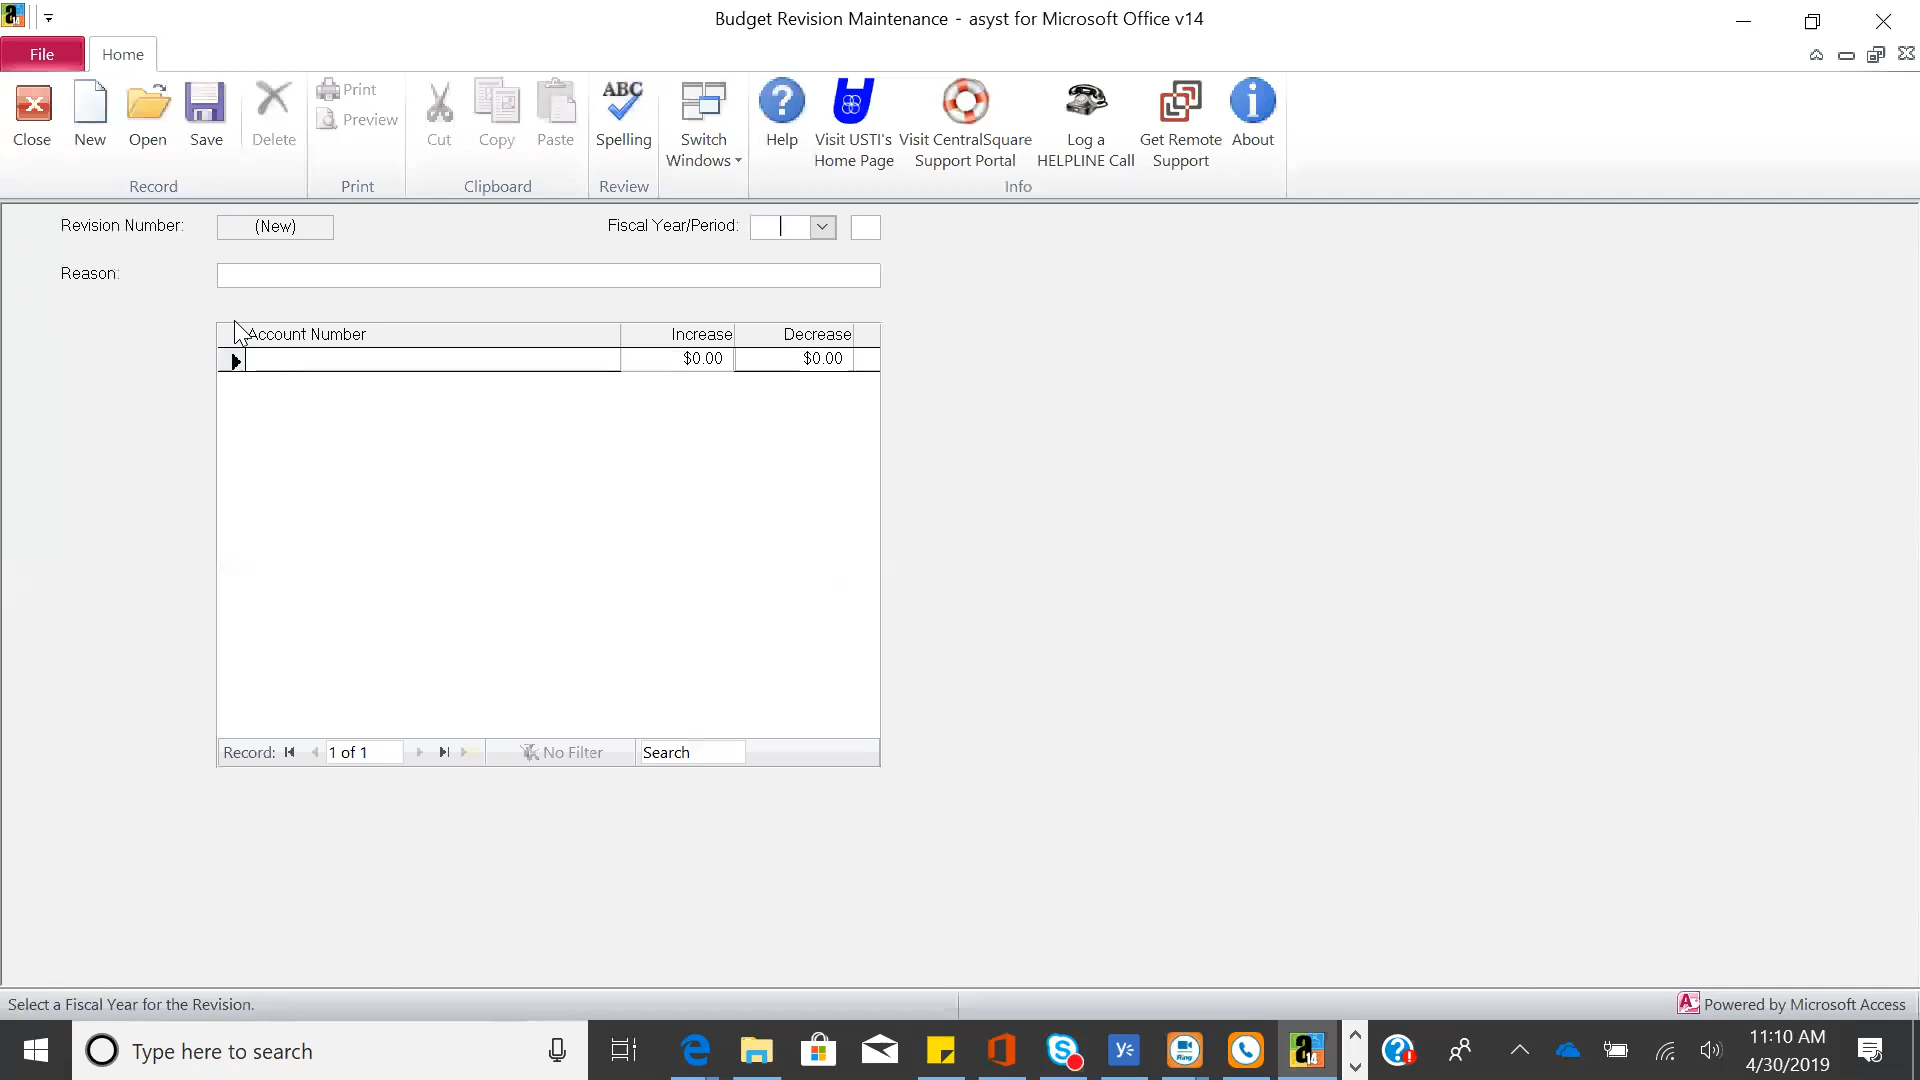 Budget Revision Maintenance - asyst for Microsoft Office v14
File Home
Close New Open Save Delete Print Preview Cut Copy Paste ABC Spelling Switch Windows Help Visit USTI's Home Page Visit CentralSquare Support Portal Log a HELPLINE Call Get Remote Support About
Record Print Clipboard Review Info
Revision Number: (New) Fiscal Year/Period:
Reason:
Account Number Increase Decrease
$0.00 $0.00
Record: 1 of 1 No Filter Search
Select a Fiscal Year for the Revision. Powered by Microsoft Access
Type here to search
11:10 AM
4/30/2019